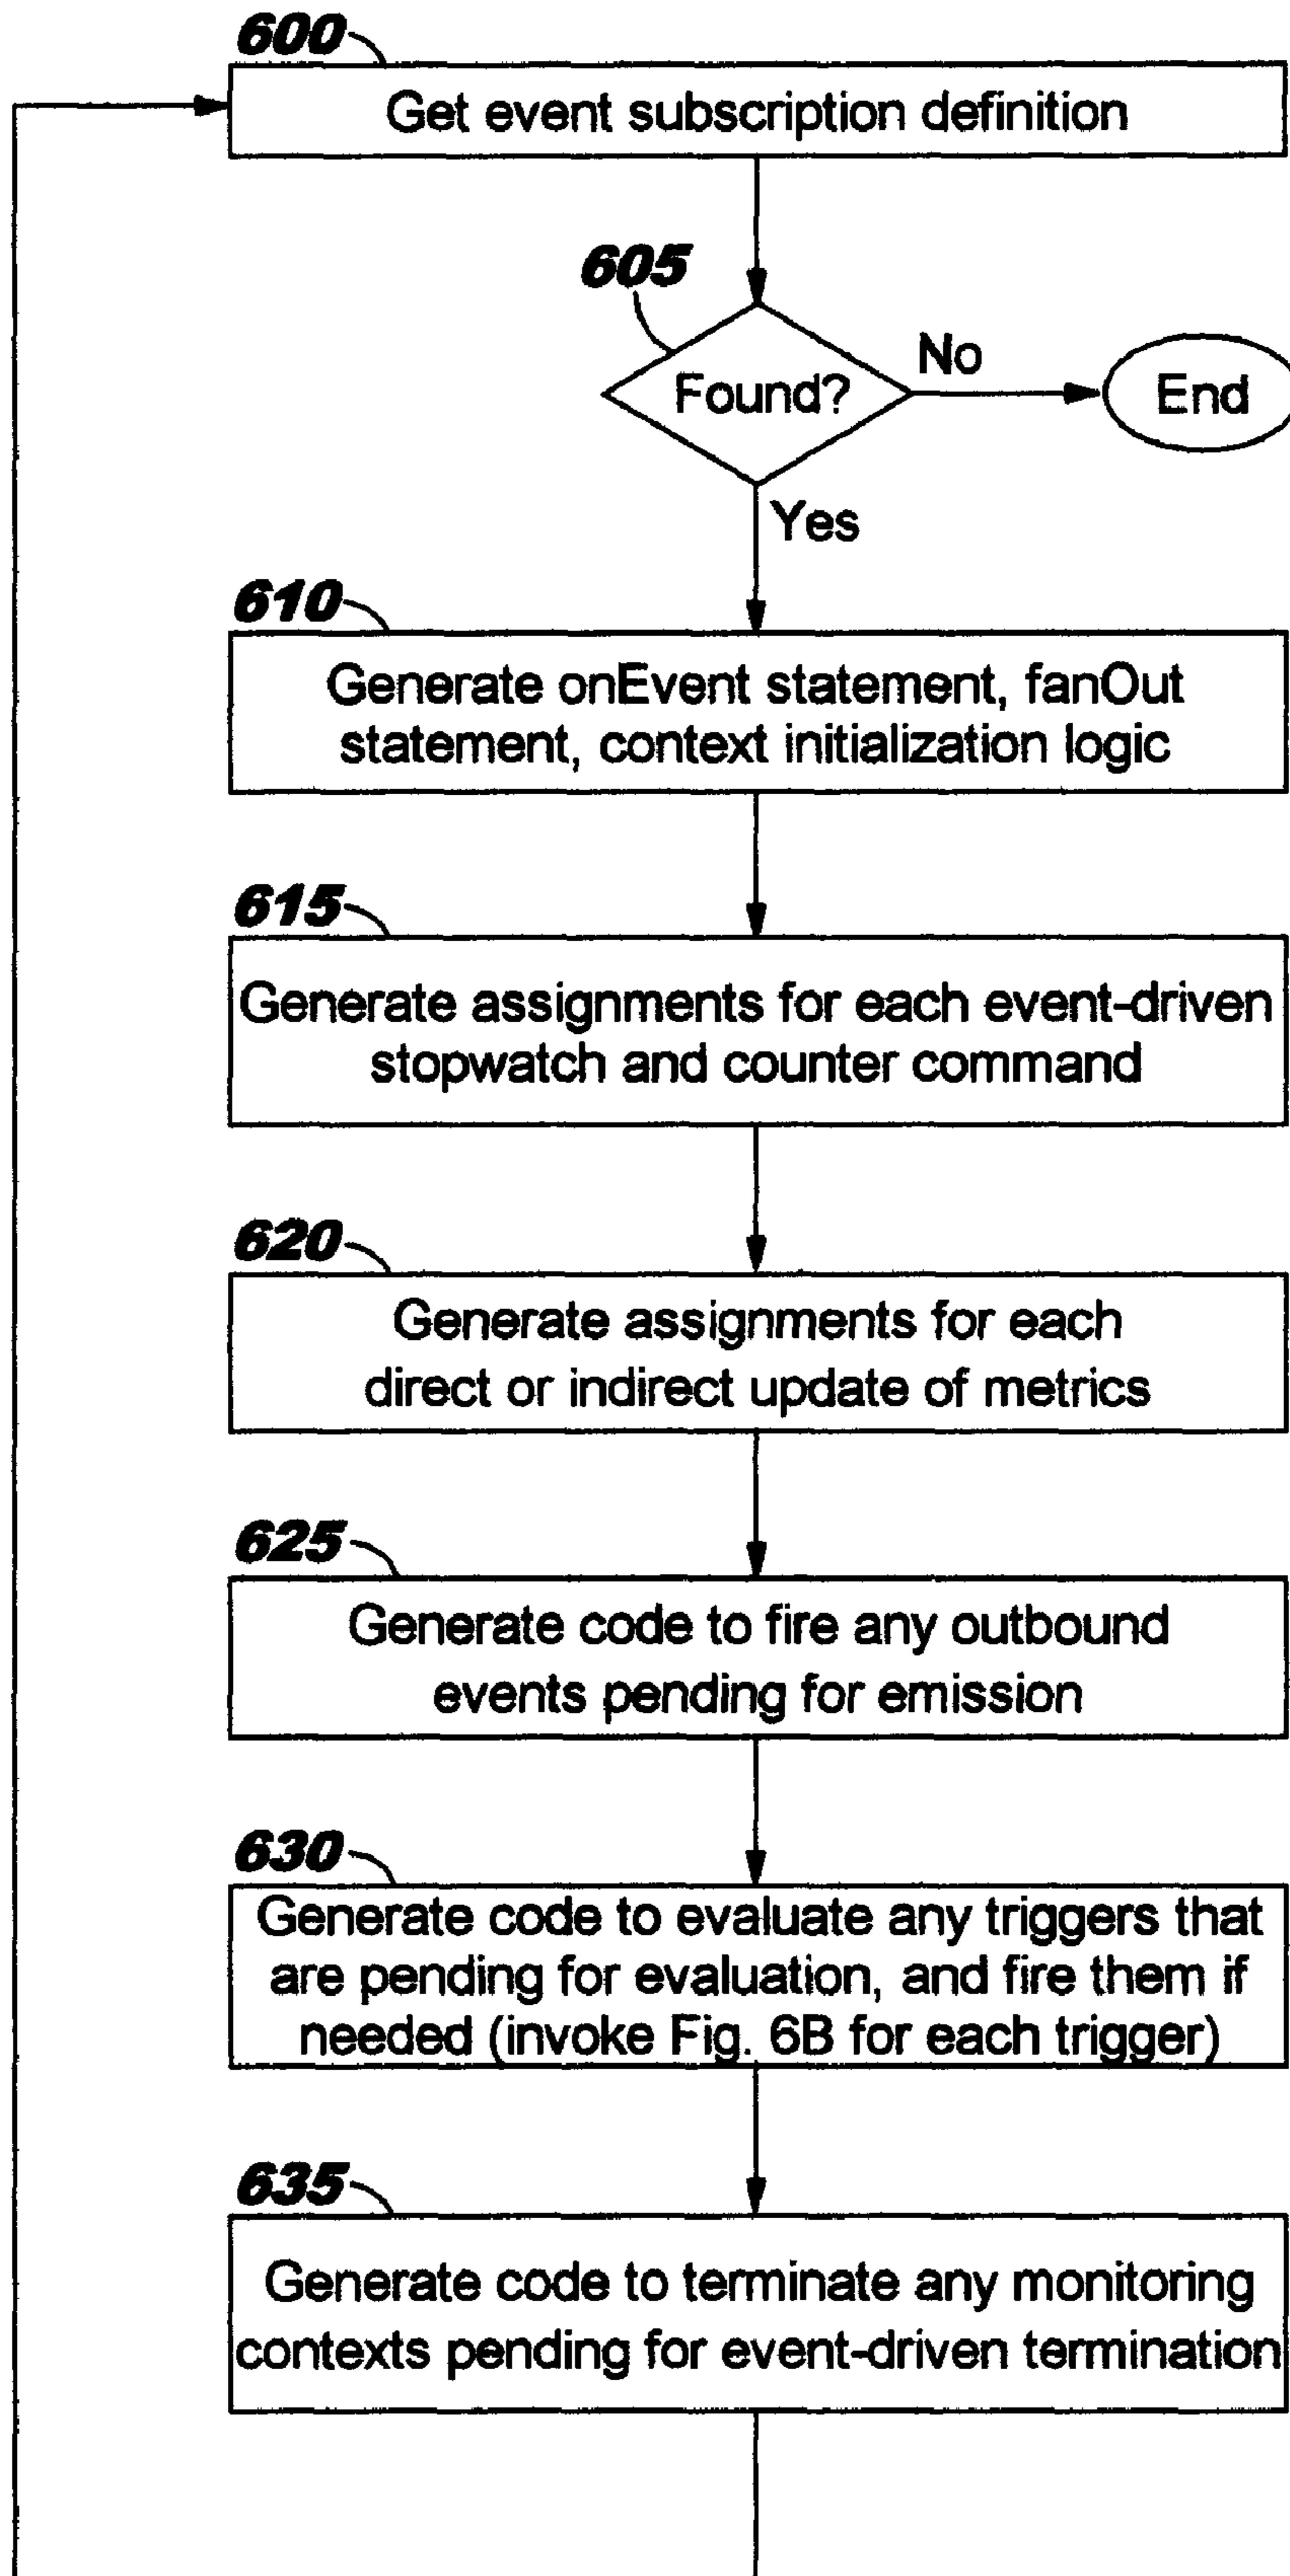 600
Get event subscription definition
605
Found?
No
End
Yes
610
Generate onEvent statement, fanOut
statement, context initialization logic
615
Generate assignments for each event-driven
stopwatch and counter command
620
Generate assignments for each
direct or indirect update of metrics
625
Generate code to fire any outbound
events pending for emission
630
Generate code to evaluate any triggers that
are pending for evaluation, and fire them if
needed (invoke Fig. 6B for each trigger)
635
Generate code to terminate any monitoring
contexts pending for event-driven termination